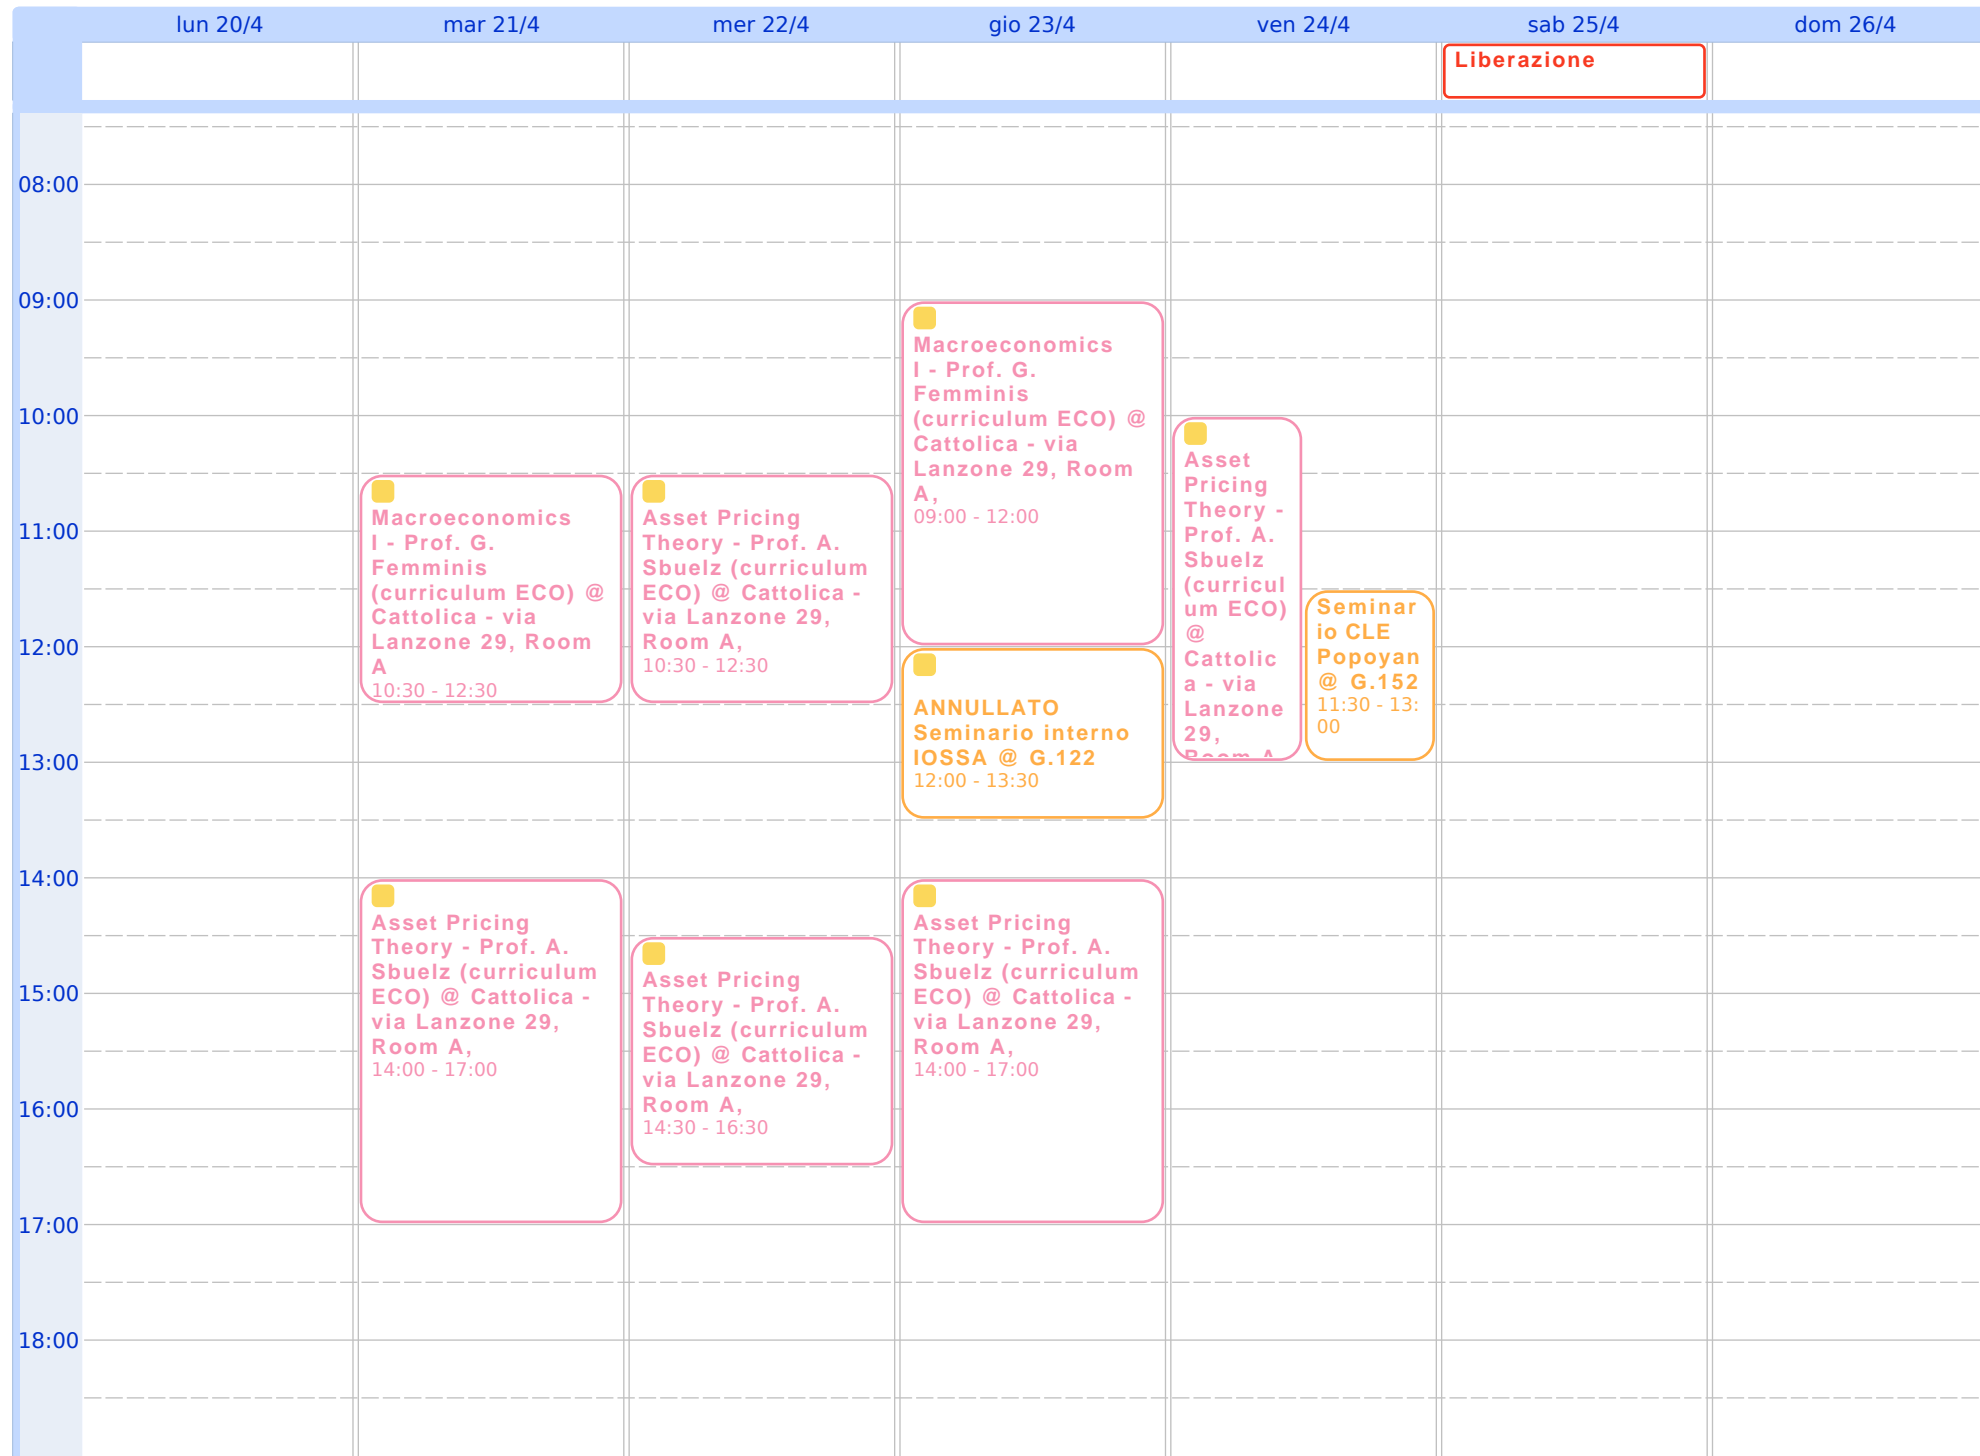 lun 20/4
mar 21/4
mer 22/4
gio 23/4
ven 24/4
sab 25/4
dom 26/4
Liberazione
08:00
09:00
10:00
11:00
12:00
13:00
14:00
15:00
16:00
17:00
18:00
Macroeconomics
I - Prof. G.
Femminis
(curriculum ECO) @
Cattolica - via
Lanzone 29, Room
A
10:30 - 12:30
Asset Pricing
Theory - Prof. A.
Sbuelz (curriculum
ECO) @ Cattolica -
via Lanzone 29,
Room A,
14:00 - 17:00
Asset Pricing
Theory - Prof. A.
Sbuelz (curriculum
ECO) @ Cattolica -
via Lanzone 29,
Room A,
10:30 - 12:30
Asset Pricing
Theory - Prof. A.
Sbuelz (curriculum
ECO) @ Cattolica -
via Lanzone 29,
Room A,
14:30 - 16:30
Macroeconomics
I - Prof. G.
Femminis
(curriculum ECO) @
Cattolica - via
Lanzone 29, Room
A,
09:00 - 12:00
ANNULLATO
Seminario interno
IOSSA @ G.122
12:00 - 13:30
Asset Pricing
Theory - Prof. A.
Sbuelz (curriculum
ECO) @ Cattolica -
via Lanzone 29,
Room A,
14:00 - 17:00
Asset
Pricing
Theory -
Prof. A.
Sbuelz
(curricul
um ECO)
@
Cattolic
a - via
Lanzone
29,
Room A
Seminar
io CLE
Popoyan
@ G.152
11:30 - 13:
00